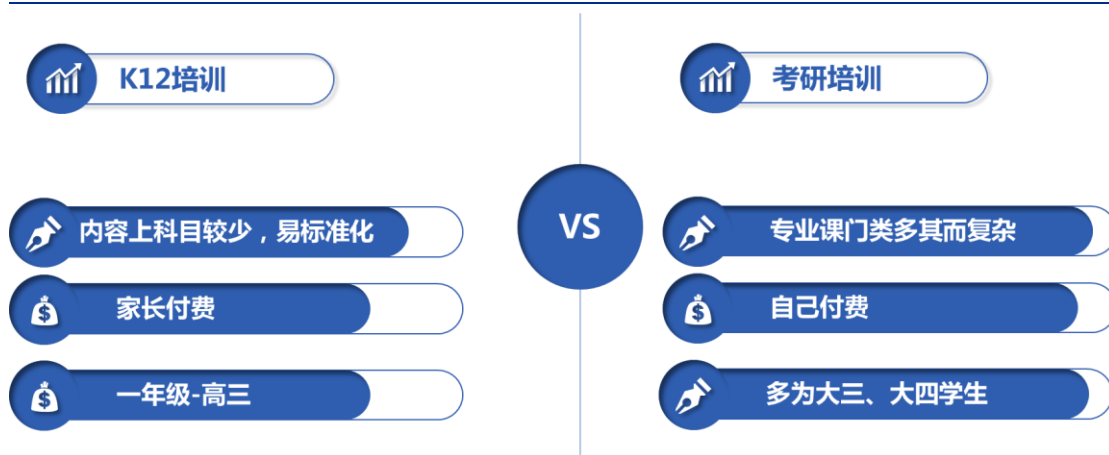 K12培训
内容上科目较少，易标准化
家长付费
一年级-高三
VS
考研培训
专业课门类多其而复杂
自己付费
多为大三、大四学生